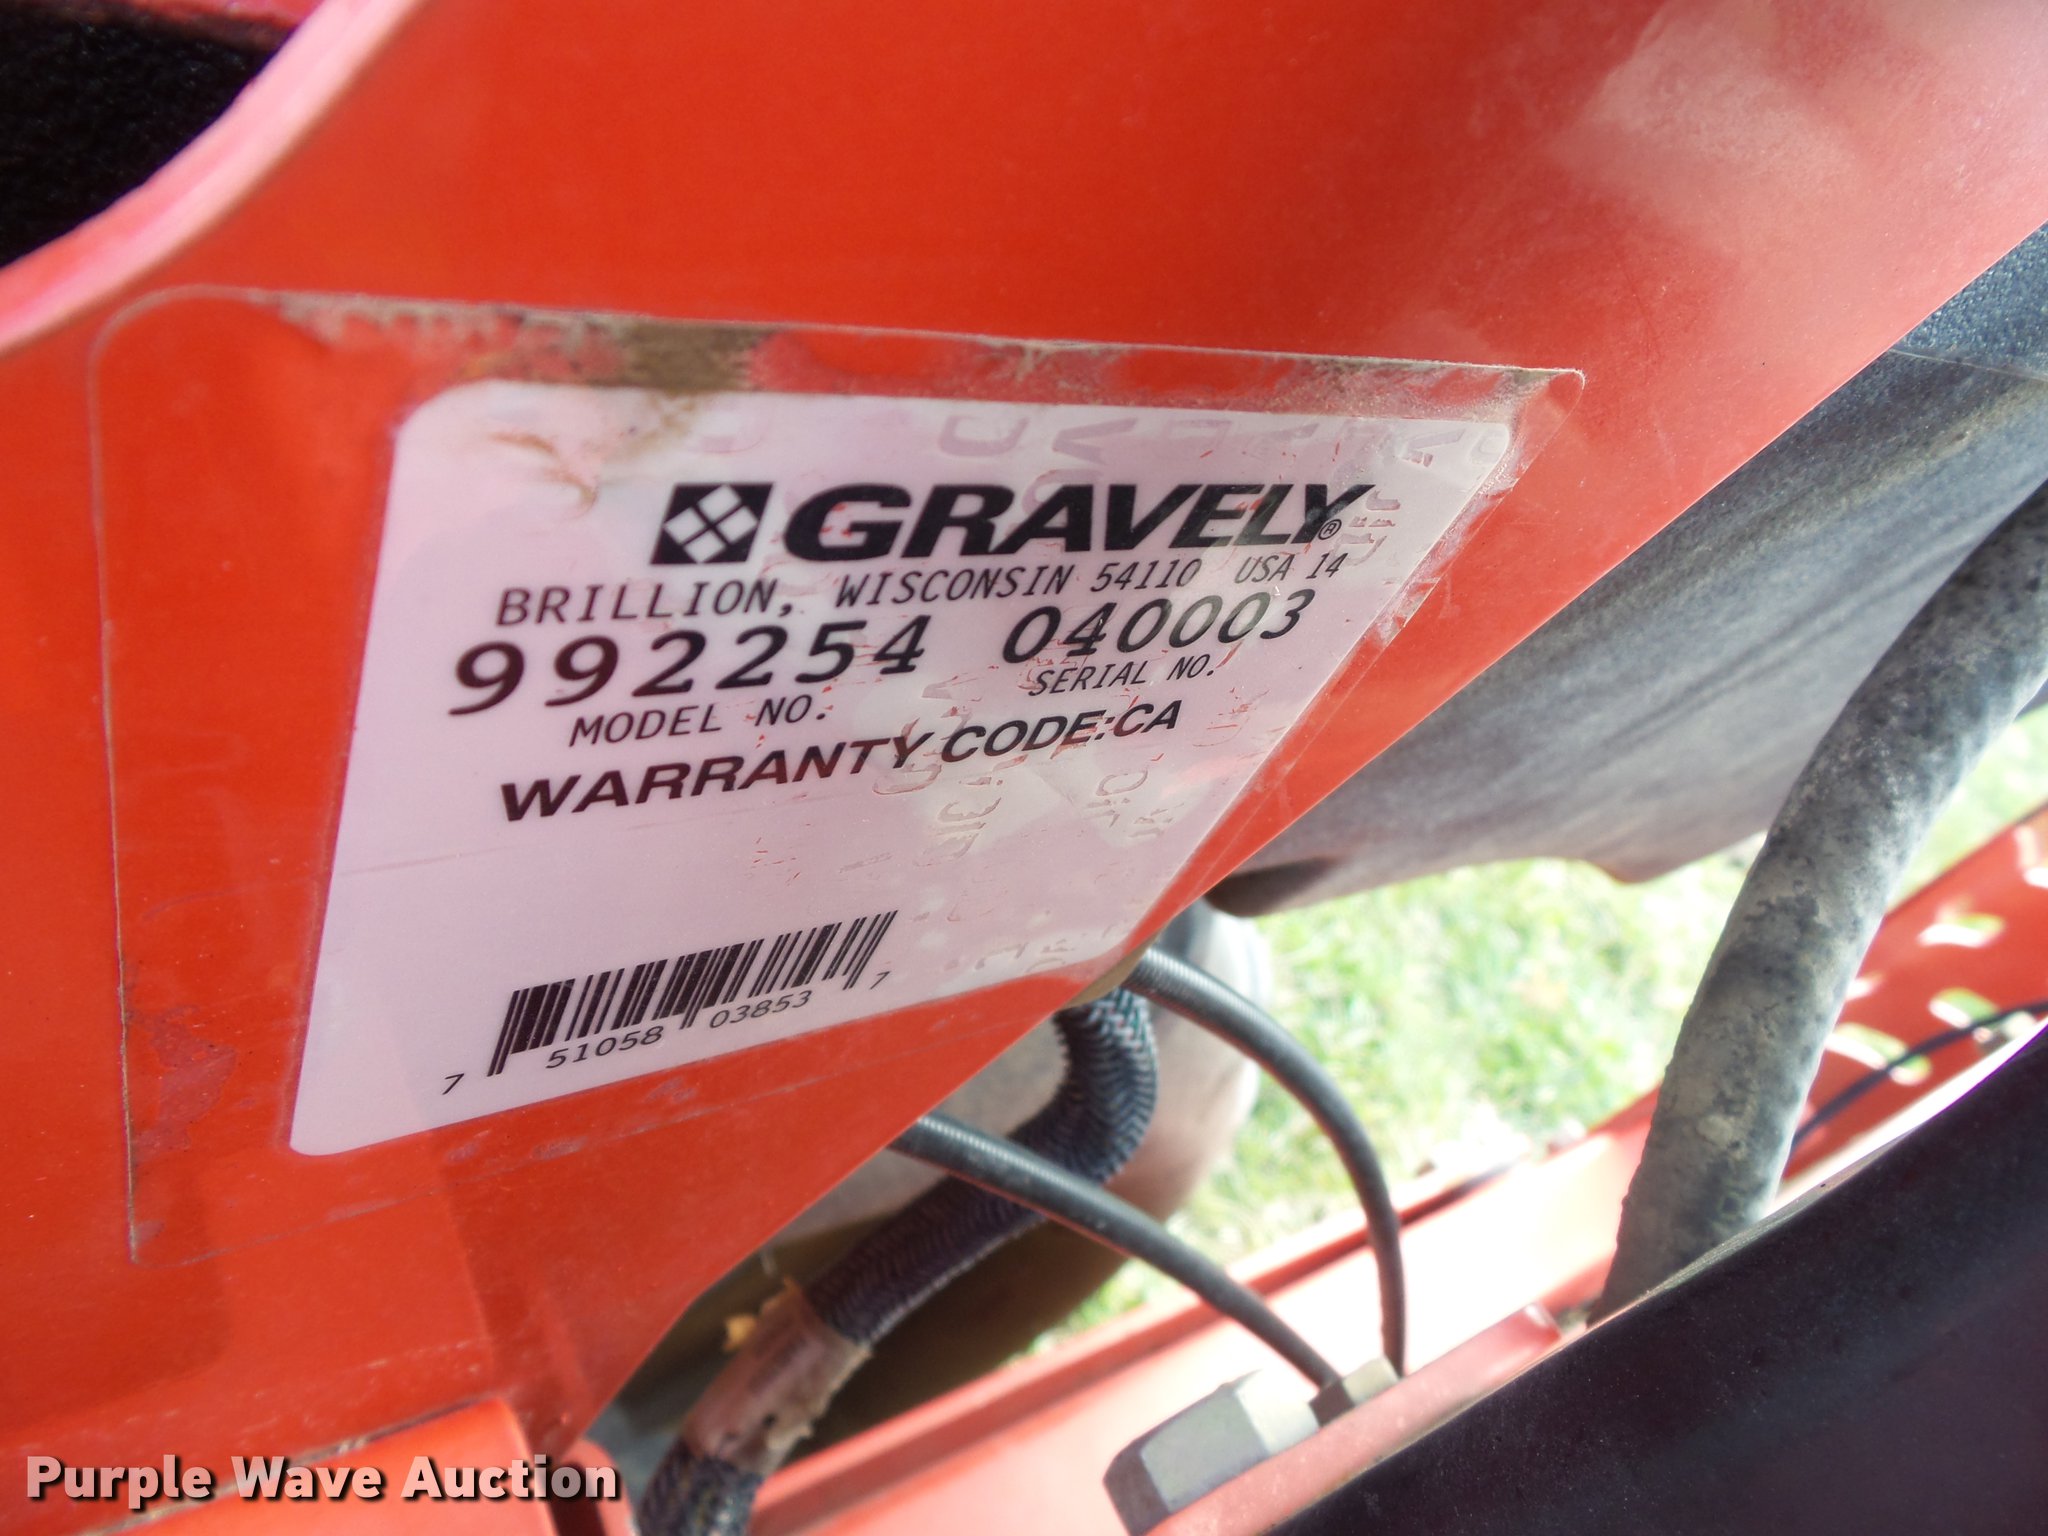 GRAVELY®
BRILLION, WISCONSIN 54110 USA 14
992254 040003
MODEL NO. SERIAL NO.
WARRANTY CODE:CA
7 51058 03853 7
Purple Wave Auction